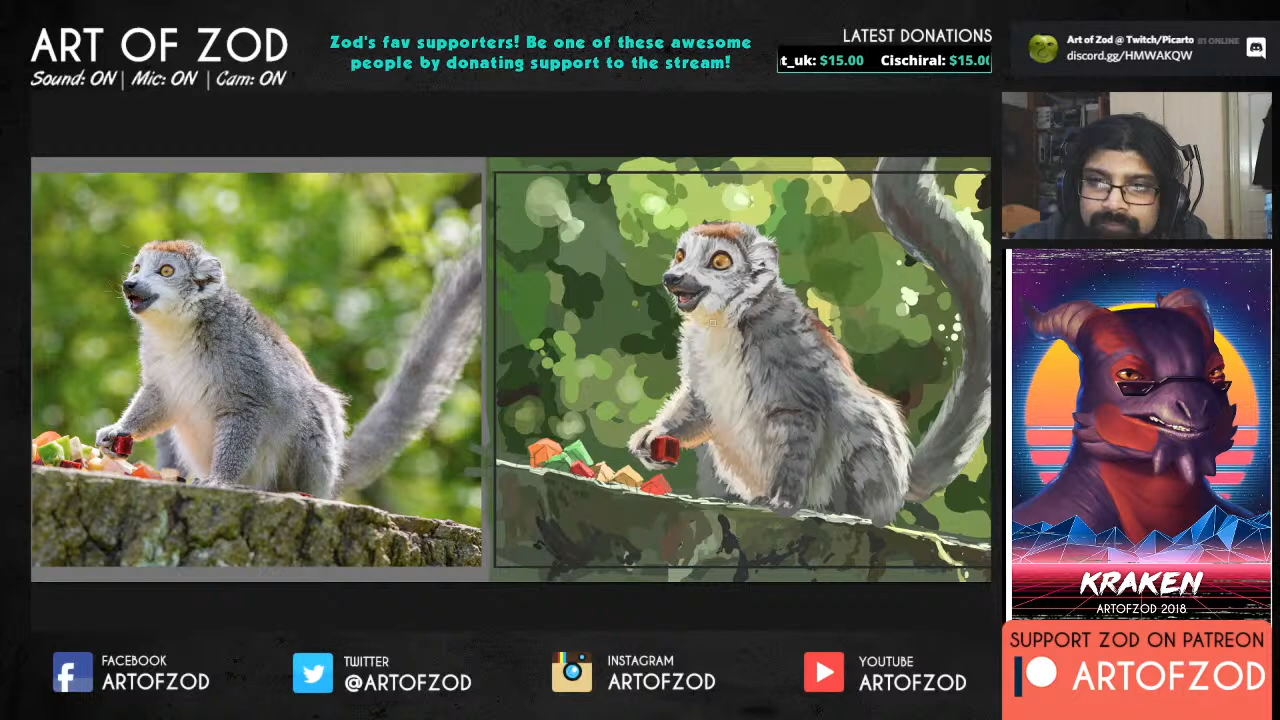 ART OF ZOD
Sound: ON | Mic: ON | Cam: ON
Zod's fav supporters! Be one of these awesome
people by donating support to the stream!
LATEST DONATIONS
t_uk: $15.00 Cischiral: $15.00
Art of Zod @ Twitch/Picarto 81 ONLINE
discord.gg/HMWAKQW
KRAKEN
ARTOFZOD 2018
FACEBOOK
ARTOFZOD
TWITTER
@ARTOFZOD
INSTAGRAM
ARTOFZOD
YOUTUBE
ARTOFZOD
SUPPORT ZOD ON PATREON
ARTOFZOD